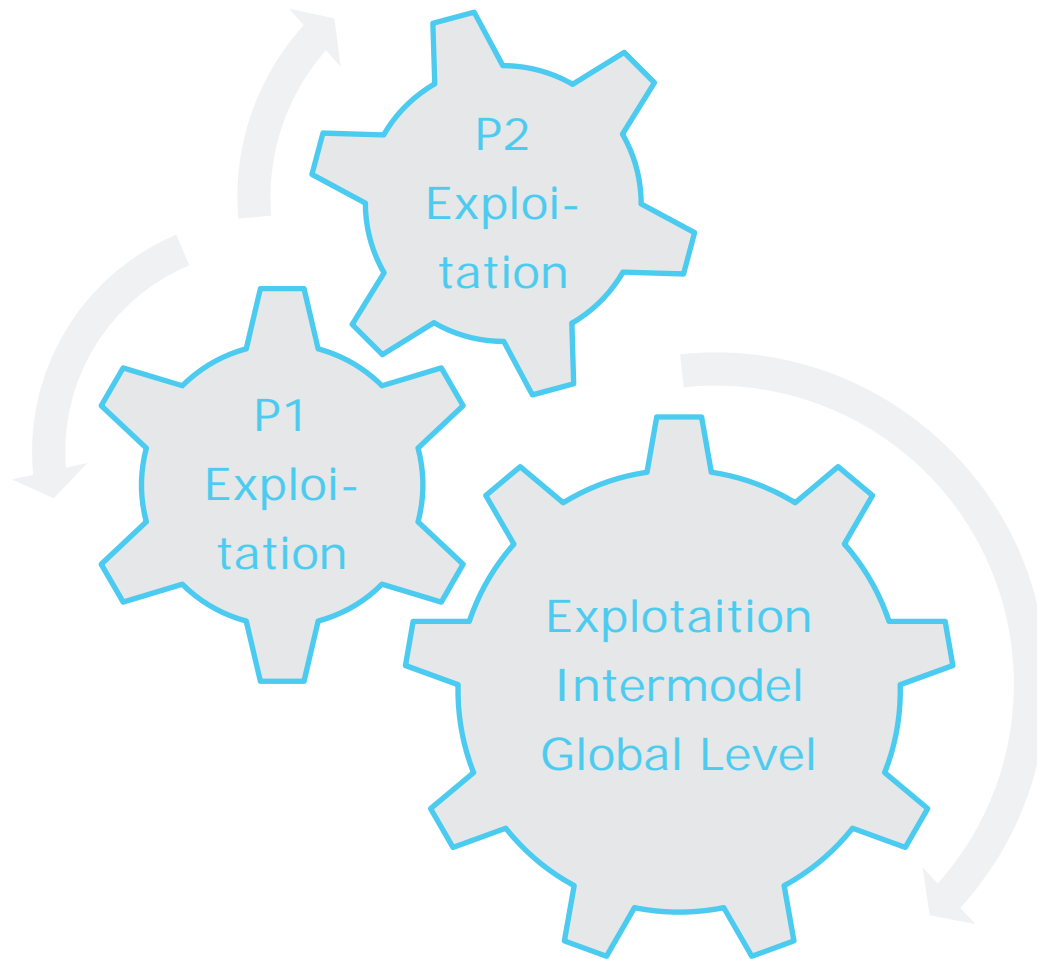 P2
Exploi-
tation
P1
Exploi-
tation
Explotaition
Intermodel
Global Level